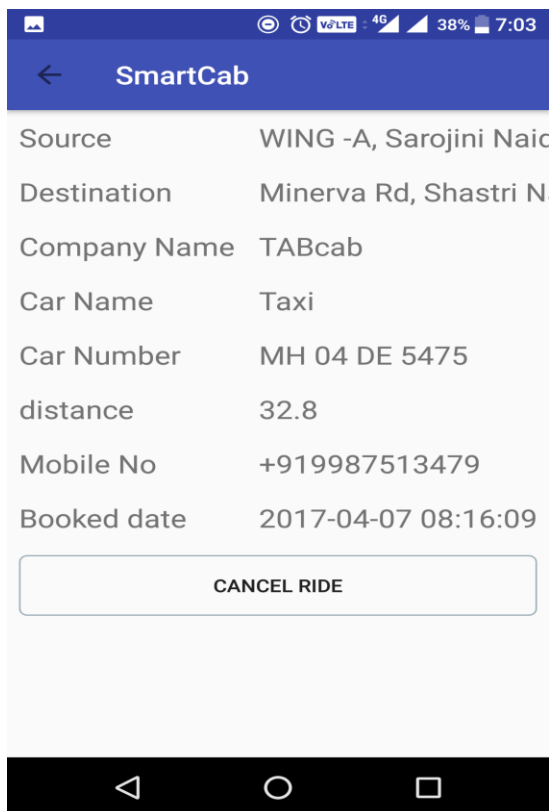 VoLTE 4G 38% 7:03
SmartCab
Source WING -A, Sarojini
Destination Minerva Rd, Shastri
Company Name TABcab
Car Name Taxi
Car Number MH 04 DE 5475
distance 32.8
Mobile No +919987513479
Booked date 2017-04-07 08:16:09
CANCEL RIDE